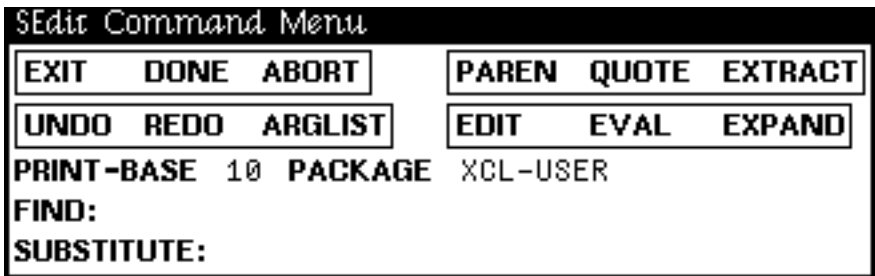 SEdit Command Menu
EXIT DONE ABORT PAREN QUOTE EXTRACT
UNDO REDO ARGLIST EDIT EVAL EXPAND
PRINT-BASE 10 PACKAGE XCL-USER
FIND:
SUBSTITUTE: